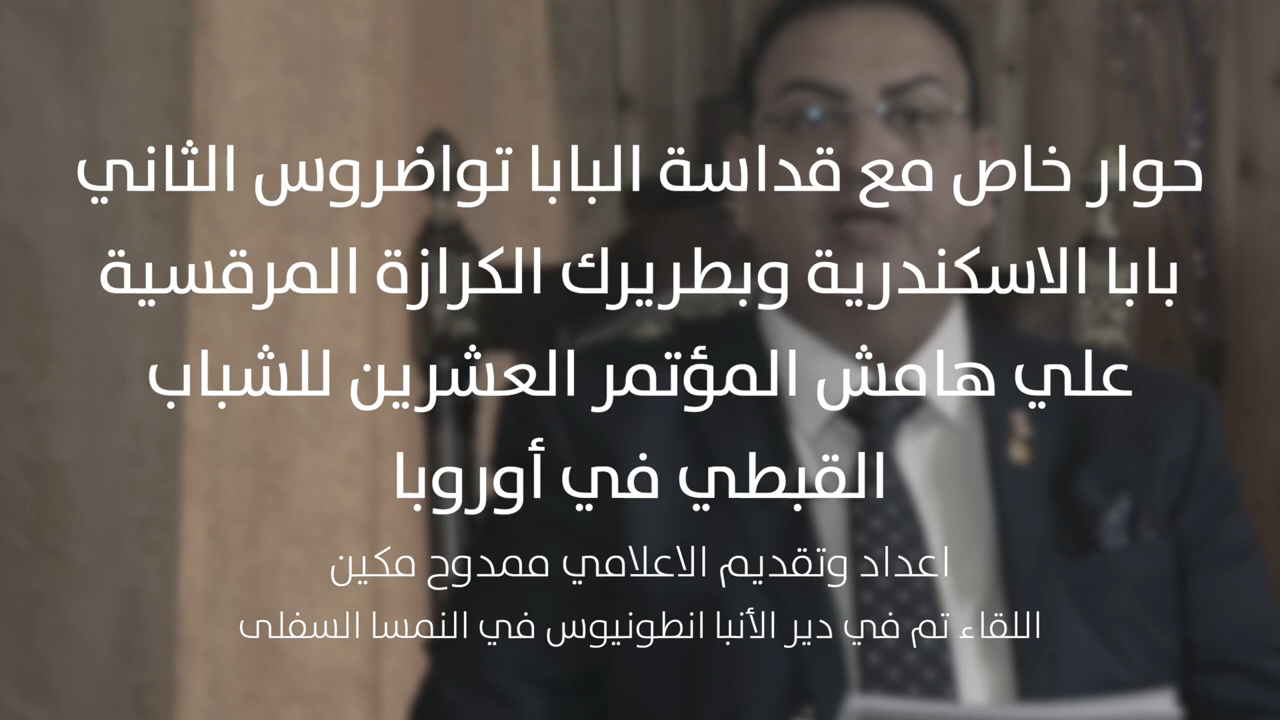 حوار خاص مع قداسة البابا تواضروس الثاني
بابا الاسكندرية وبطريرك الكرازة المرقسية
علي هامش المؤتمر العشرين للشباب
القبطي في أوروبا
اعداد وتقديم الاعلامي ممدوح مكين
اللقاء تم في دير الأنبا انطونيوس في النمسا السفلى